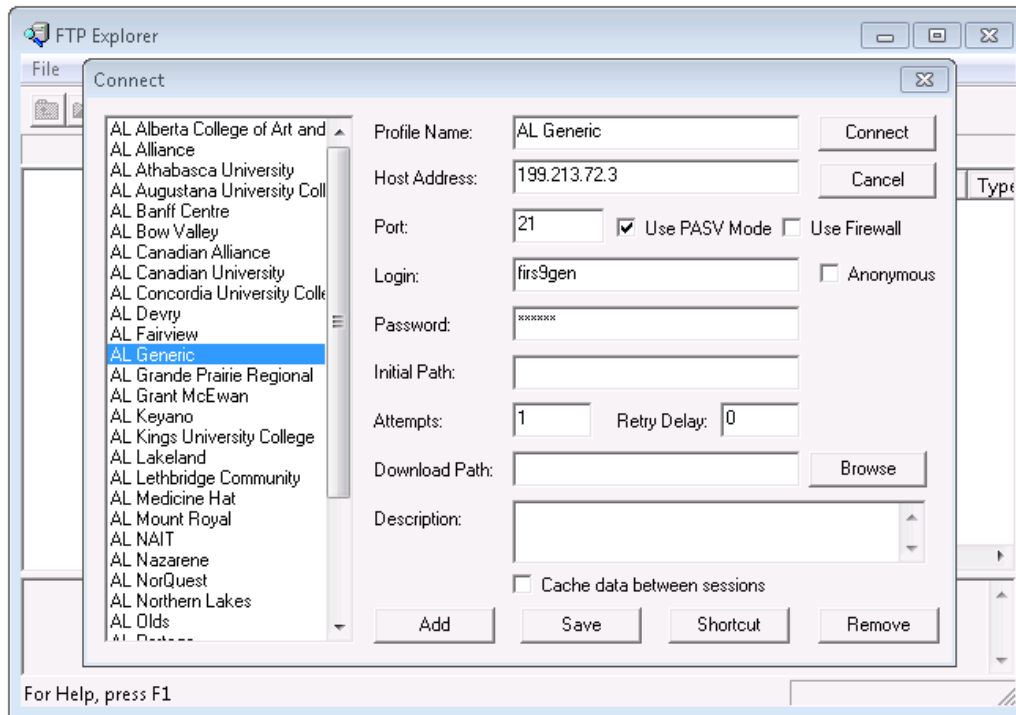 FTP Explorer
File
Connect
AL Alberta College of Art and
AL Alliance
AL Athabasca University
AL Augustana University Coll
AL Banff Centre
AL Bow Valley
AL Canadian Alliance
AL Canadian University
AL Concordia University Colle
AL Devry
AL Fairview
AL Generic
AL Grande Prairie Regional
AL Grant McEwan
AL Keyano
AL Kings University College
AL Lakeland
AL Lethbridge Community
AL Medicine Hat
AL Mount Royal
AL NAIT
AL Nazarene
AL NorQuest
AL Northern Lakes
AL Olds
Profile Name: AL Generic Connect
Host Address: 199.213.72.3 Cancel
Port: 21 Use PASV Mode Use Firewall
Login: firs9gen Anonymous
Password: ××××××
Initial Path:
Attempts: 1 Retry Delay: 0
Download Path: Browse
Description:
Cache data between sessions
Add Save Shortcut Remove
Type
For Help, press F1